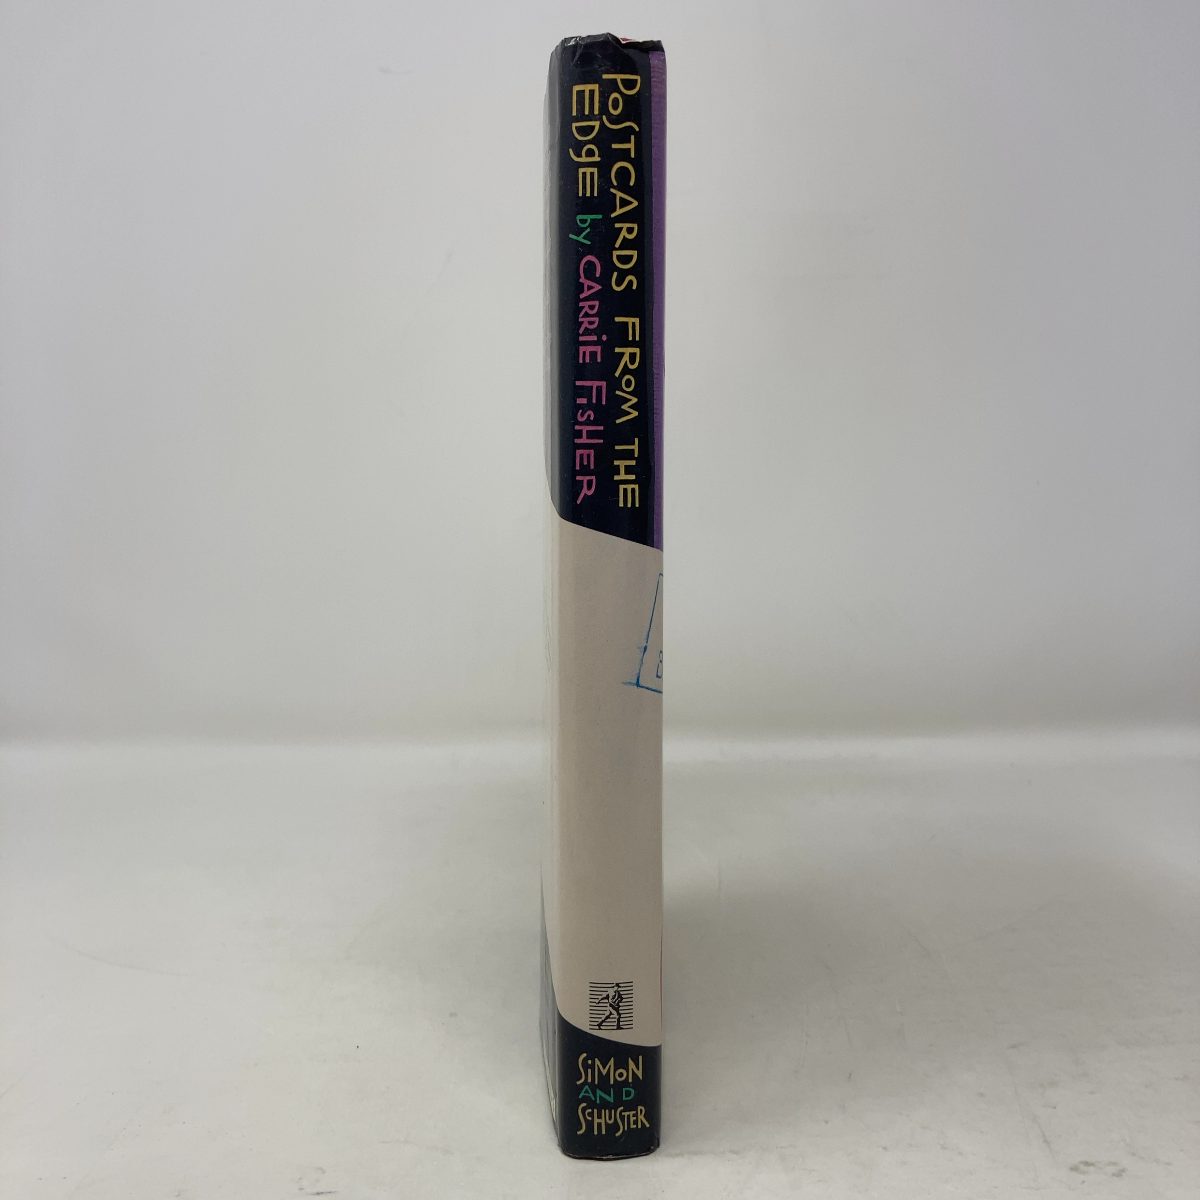 PoSTCARDS FROM THE
EDgE by CARRiE FisHER
B
SiMoN
AND
ScHUSTER